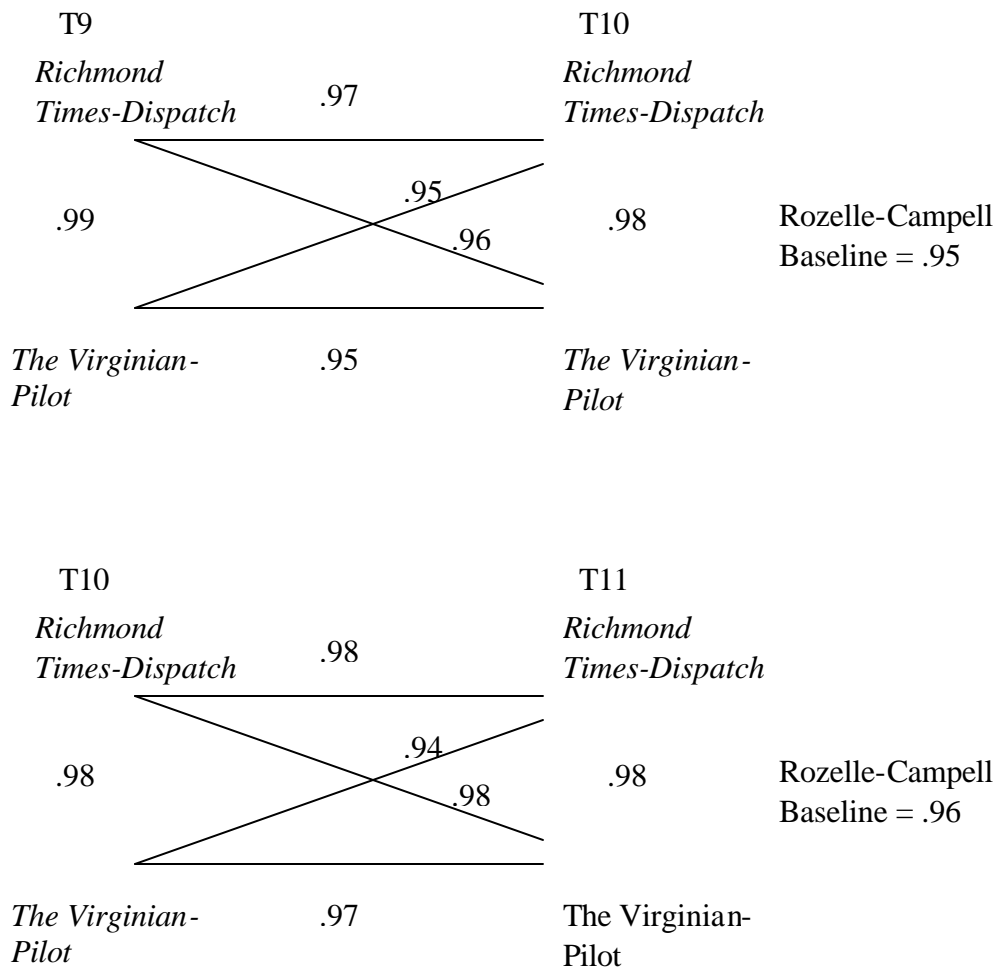 T9 T10
Richmond Richmond
Times-Dispatch .97 Times-Dispatch
.95
.99 .98 Rozelle-Campell
.96 Baseline = .95
The Virginian- .95 The Virginian-
Pilot Pilot
T10 T11
Richmond Richmond
Times-Dispatch .98 Times-Dispatch
.94
.98 .98 Rozelle-Campell
.98 Baseline = .96
The Virginian- .97 The Virginian-
Pilot Pilot